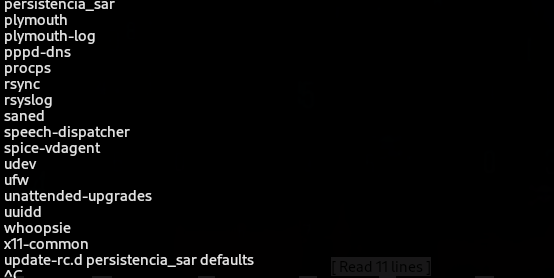 persistencia_sar
plymouth
plymouth-log
pppd-dns
procps
rsync
rsyslog
saned
speech-dispatcher
spice-vdagent
udev
ufw
unattended-upgrades
uuidd
whoopsie
x11-common
update-rc.d persistencia_sar defaults
[ Read 11 lines ]
^C